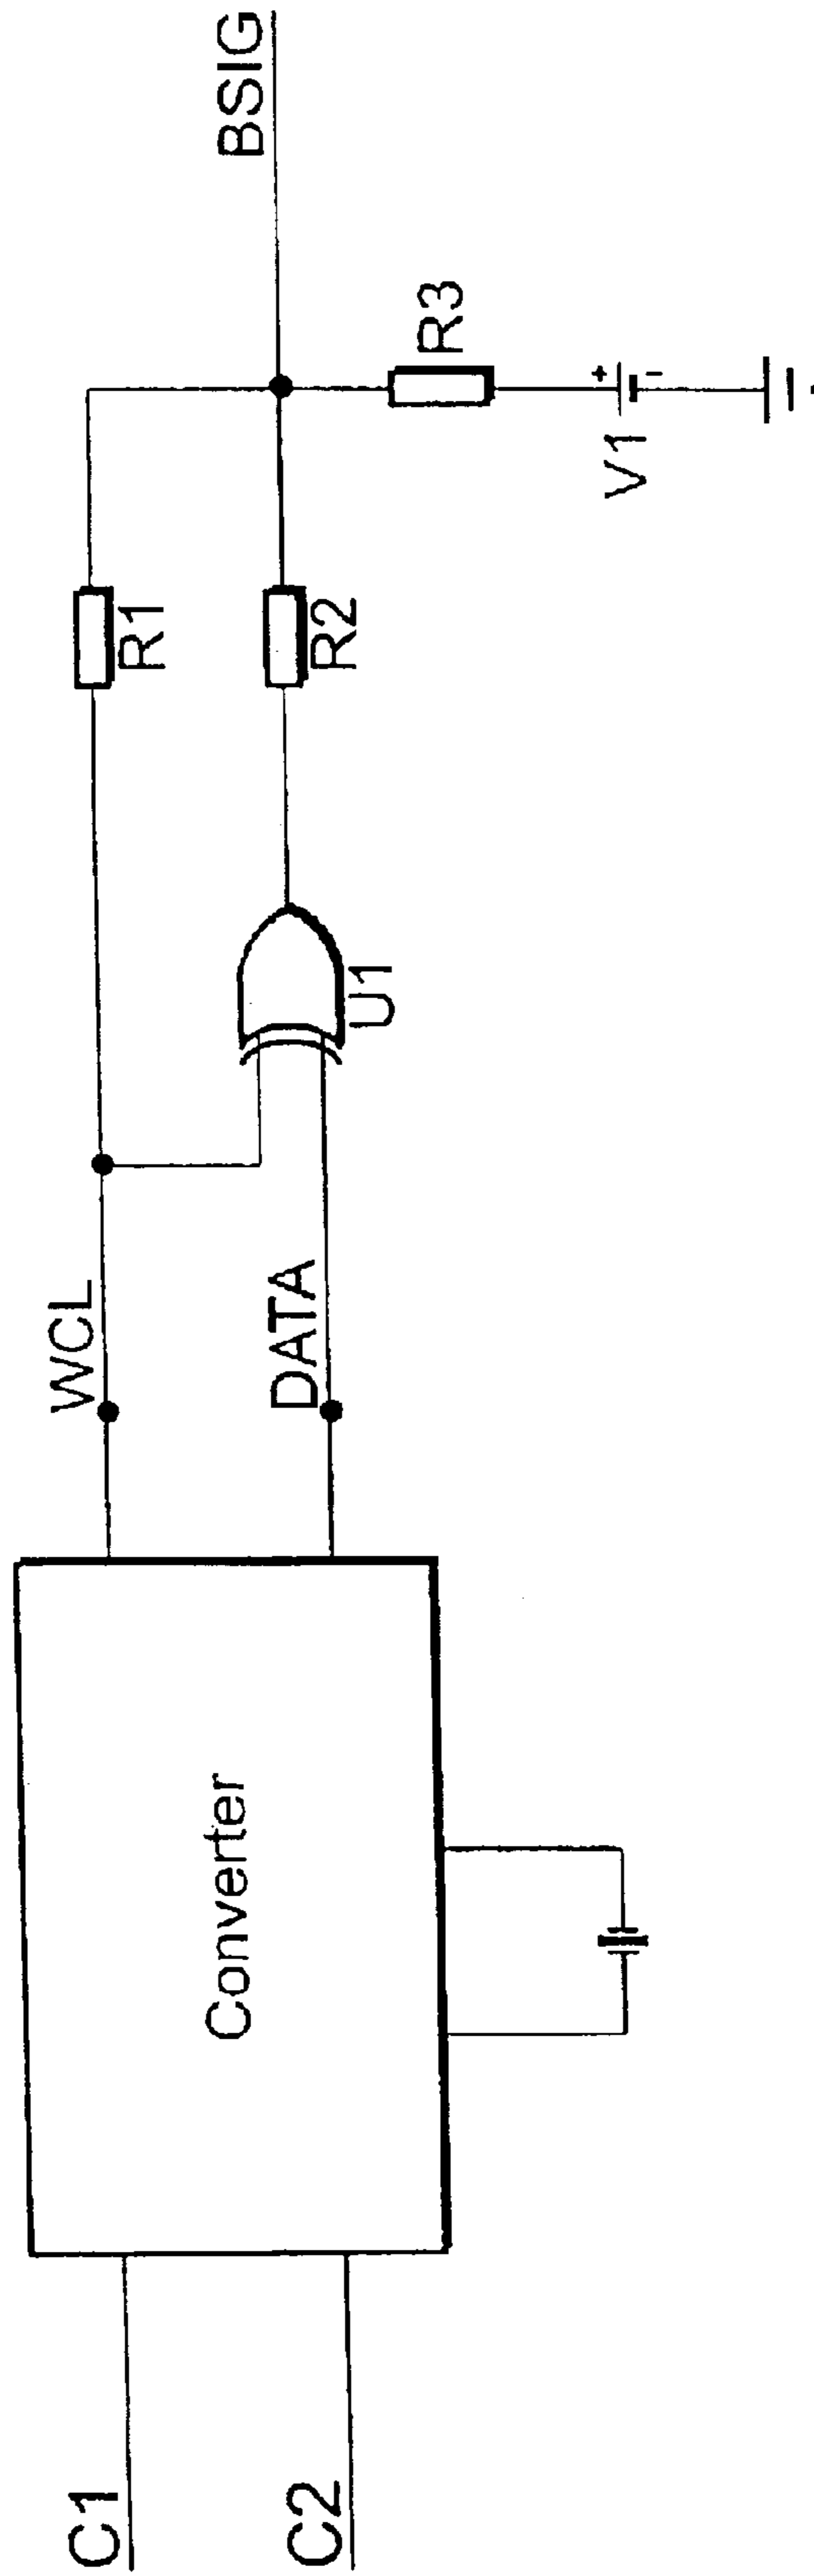 C1
C2
Converter
WCL
DATA
U1
R1
R2
R3
+
-
V1
BSIG